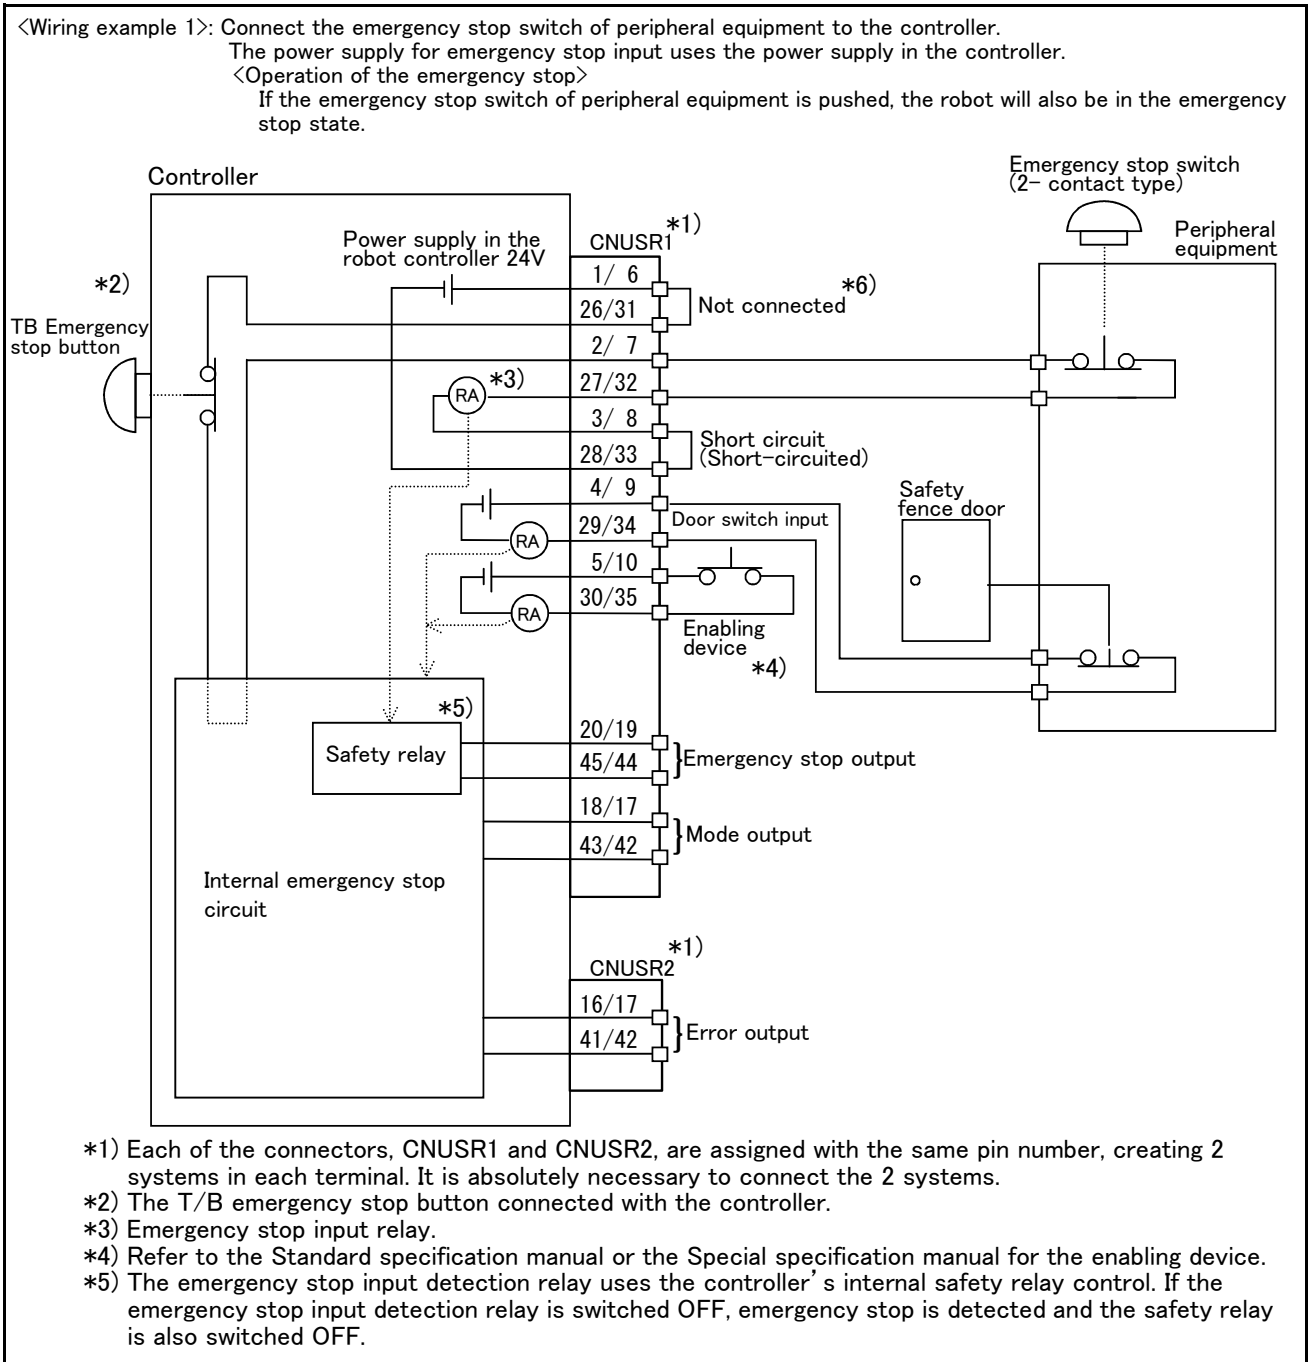 <Wiring example 1>: Connect the emergency stop switch of peripheral equipment to the controller.
The power supply for emergency stop input uses the power supply in the controller.
<Operation of the emergency stop>
If the emergency stop switch of peripheral equipment is pushed, the robot will also be in the emergency
stop state.
Emergency stop switch
(2- contact type)
Controller
Peripheral
equipment
Power supply in the
robot controller 24V
*1)
CNUSR1
*2)
TB Emergency
stop button
1/ 6
26/31
Not connected
*6)
2/ 7
27/32
RA
*3)
3/ 8
28/33
Short circuit
(Short-circuited)
4/ 9
29/34
Door switch input
RA
Safety
fence door
5/10
30/35
RA
Enabling
device
*4)
*5)
Safety relay
20/19
45/44
Emergency stop output
18/17
43/42
Mode output
Internal emergency stop
circuit
*1)
CNUSR2
16/17
41/42
Error output
*1) Each of the connectors, CNUSR1 and CNUSR2, are assigned with the same pin number, creating 2
systems in each terminal. It is absolutely necessary to connect the 2 systems.
*2) The T/B emergency stop button connected with the controller.
*3) Emergency stop input relay.
*4) Refer to the Standard specification manual or the Special specification manual for the enabling device.
*5) The emergency stop input detection relay uses the controller's internal safety relay control. If the
emergency stop input detection relay is switched OFF, emergency stop is detected and the safety relay
is also switched OFF.